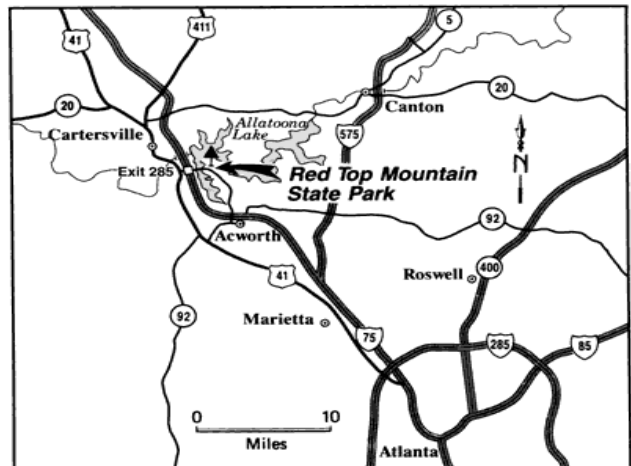 41
411
5
20
Canton
20
Allatoona
Lake
Cartersville
575
Exit 285
Red Top Mountain
State Park
N
92
Acworth
400
Roswell
41
92
Marietta
75
285
85
0 10
Miles
Atlanta